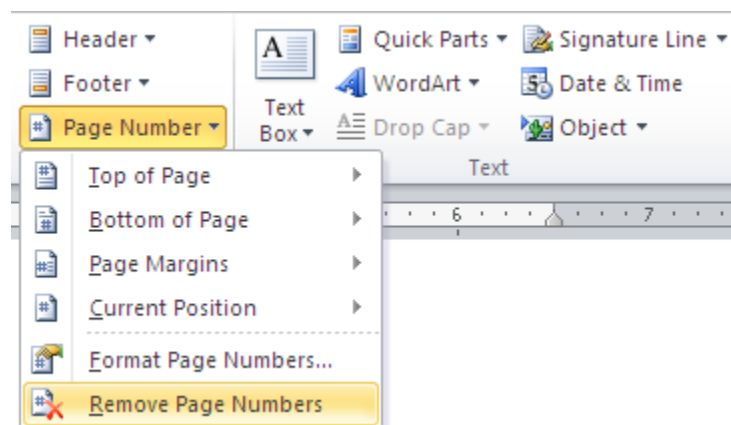 Header
Quick Parts
Signature Line
Footer
WordArt
Date & Time
Page Number
Text
Box
Drop Cap
Object
Text
Top of Page
Bottom of Page
6
7
Page Margins
Current Position
Format Page Numbers...
Remove Page Numbers